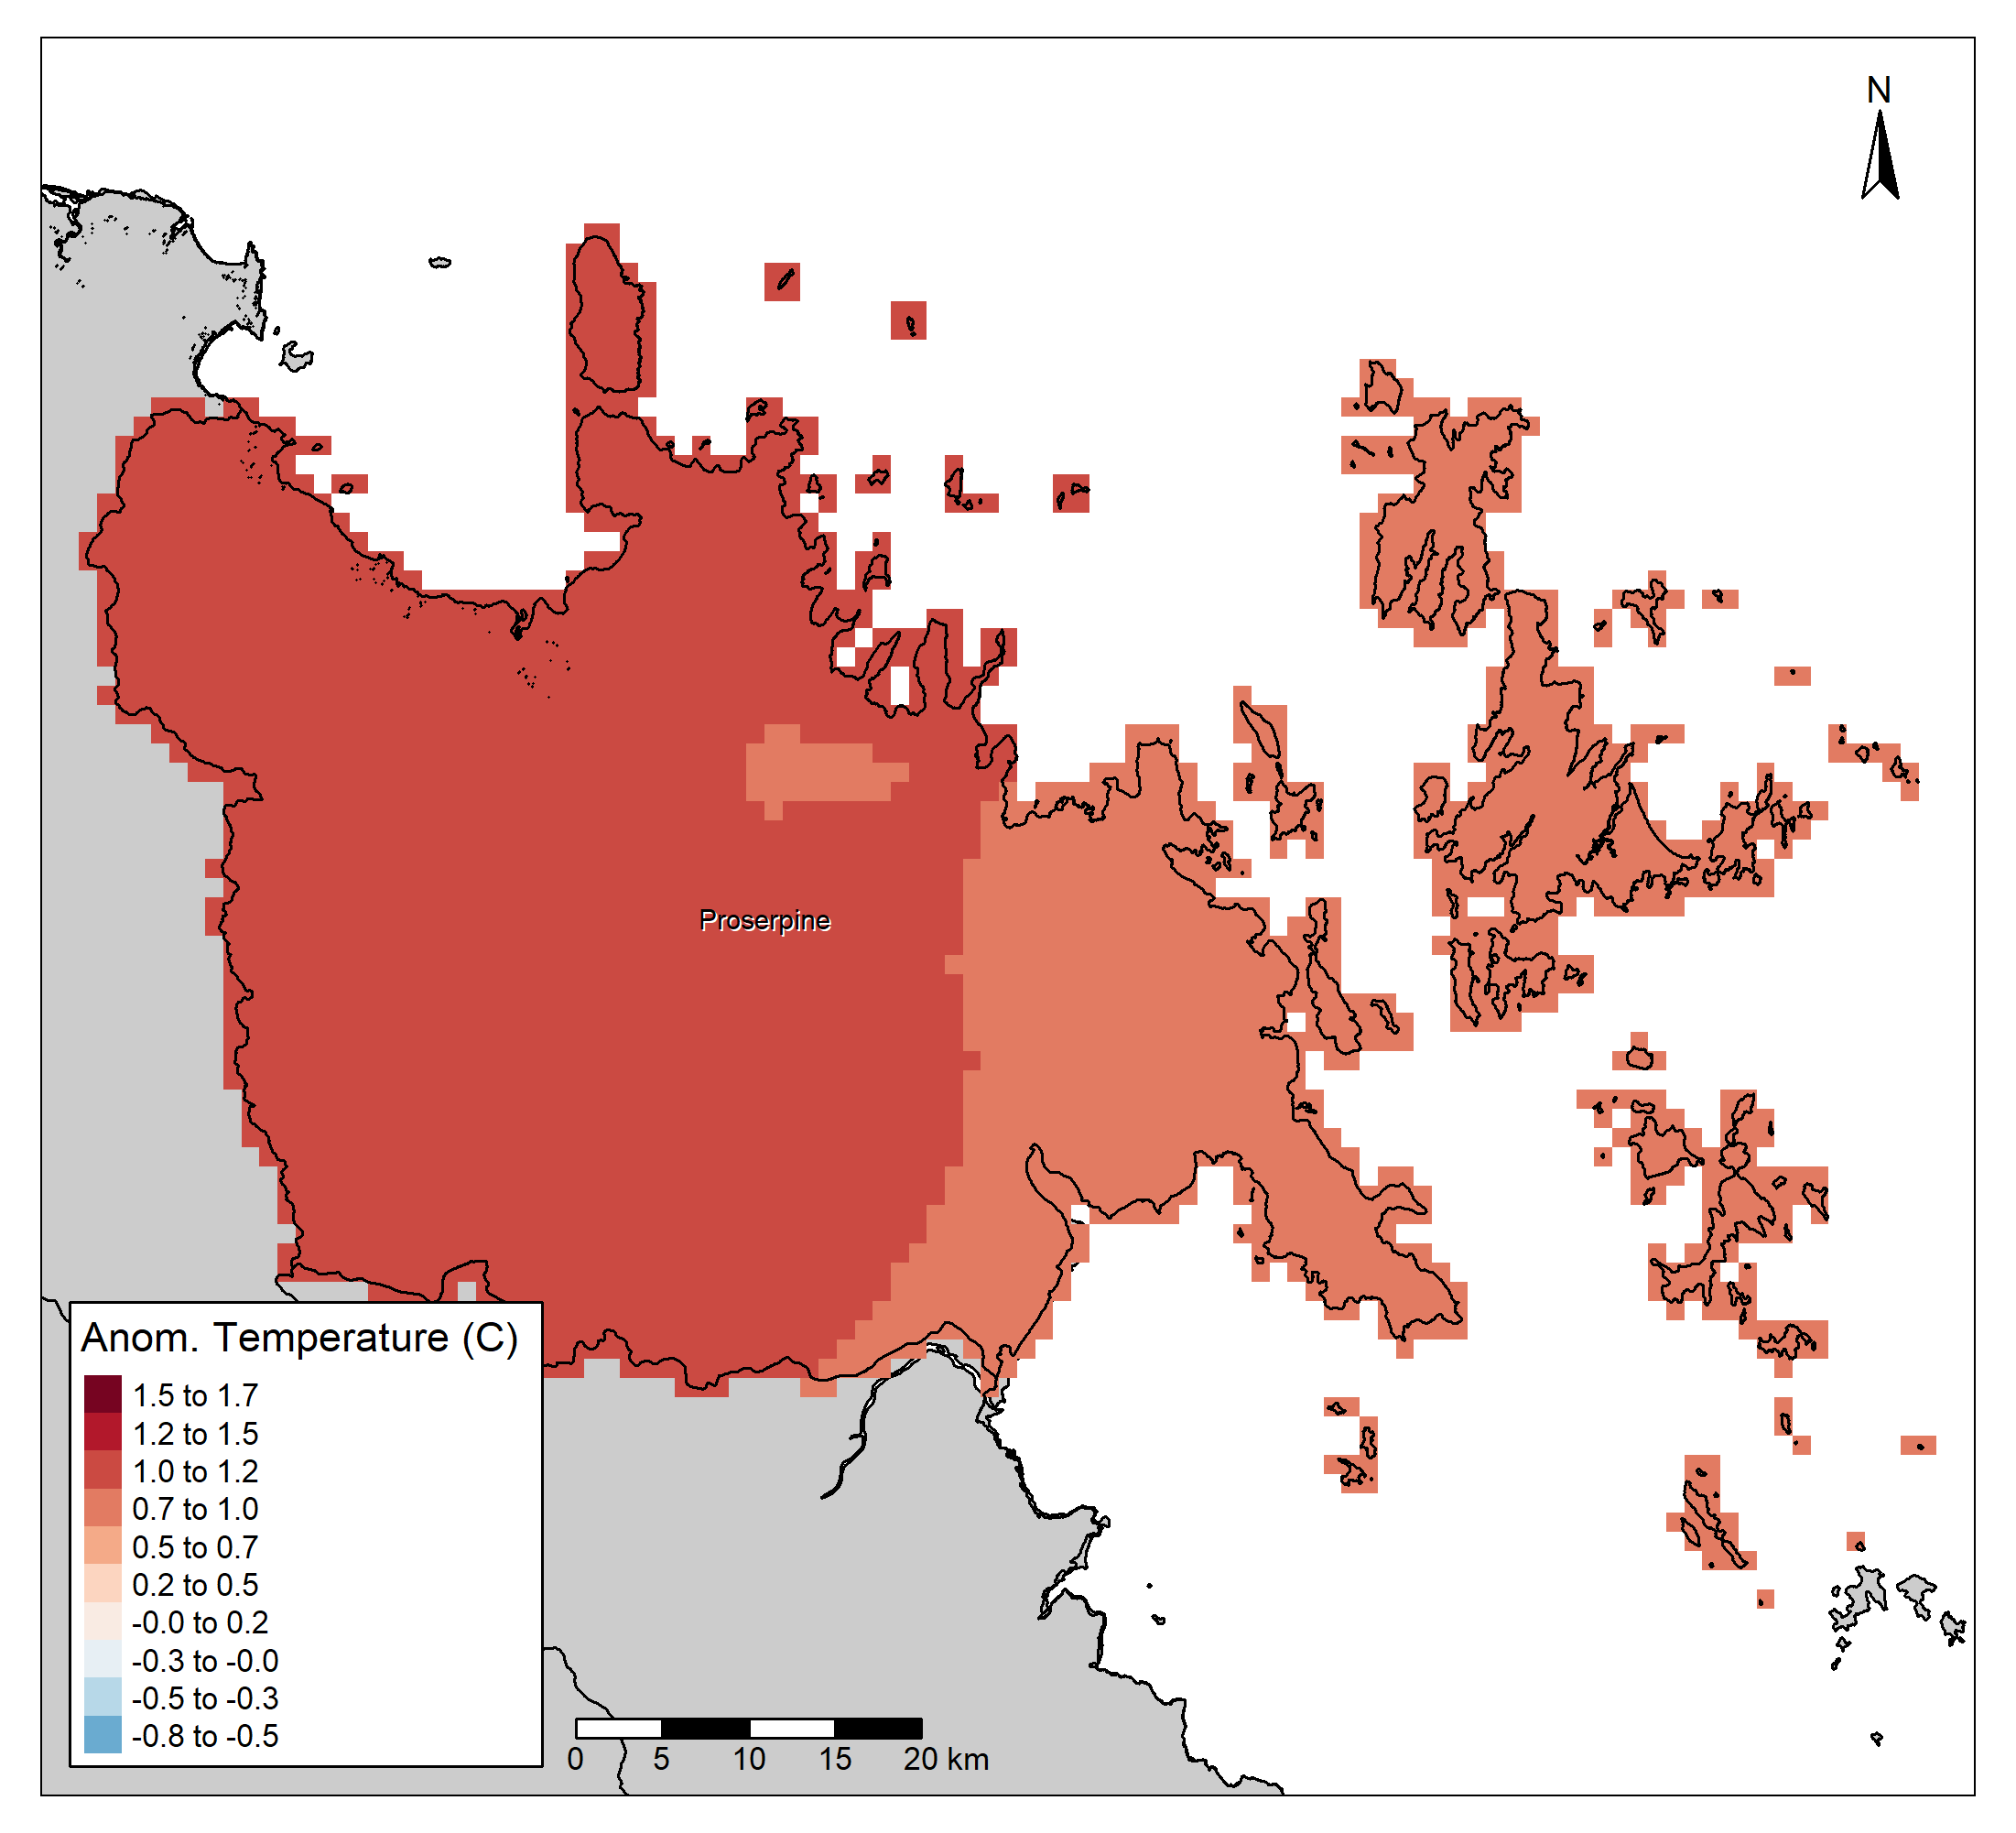 N
Proserpine
Anom. Temperature (C)
1.5 to 1.7
1.2 to 1.5
1.0 to 1.2
0.7 to 1.0
0.5 to 0.7
0.2 to 0.5
-0.0 to 0.2
-0.3 to -0.0
-0.5 to -0.3
-0.8 to -0.5
0 5 10 15 20 km